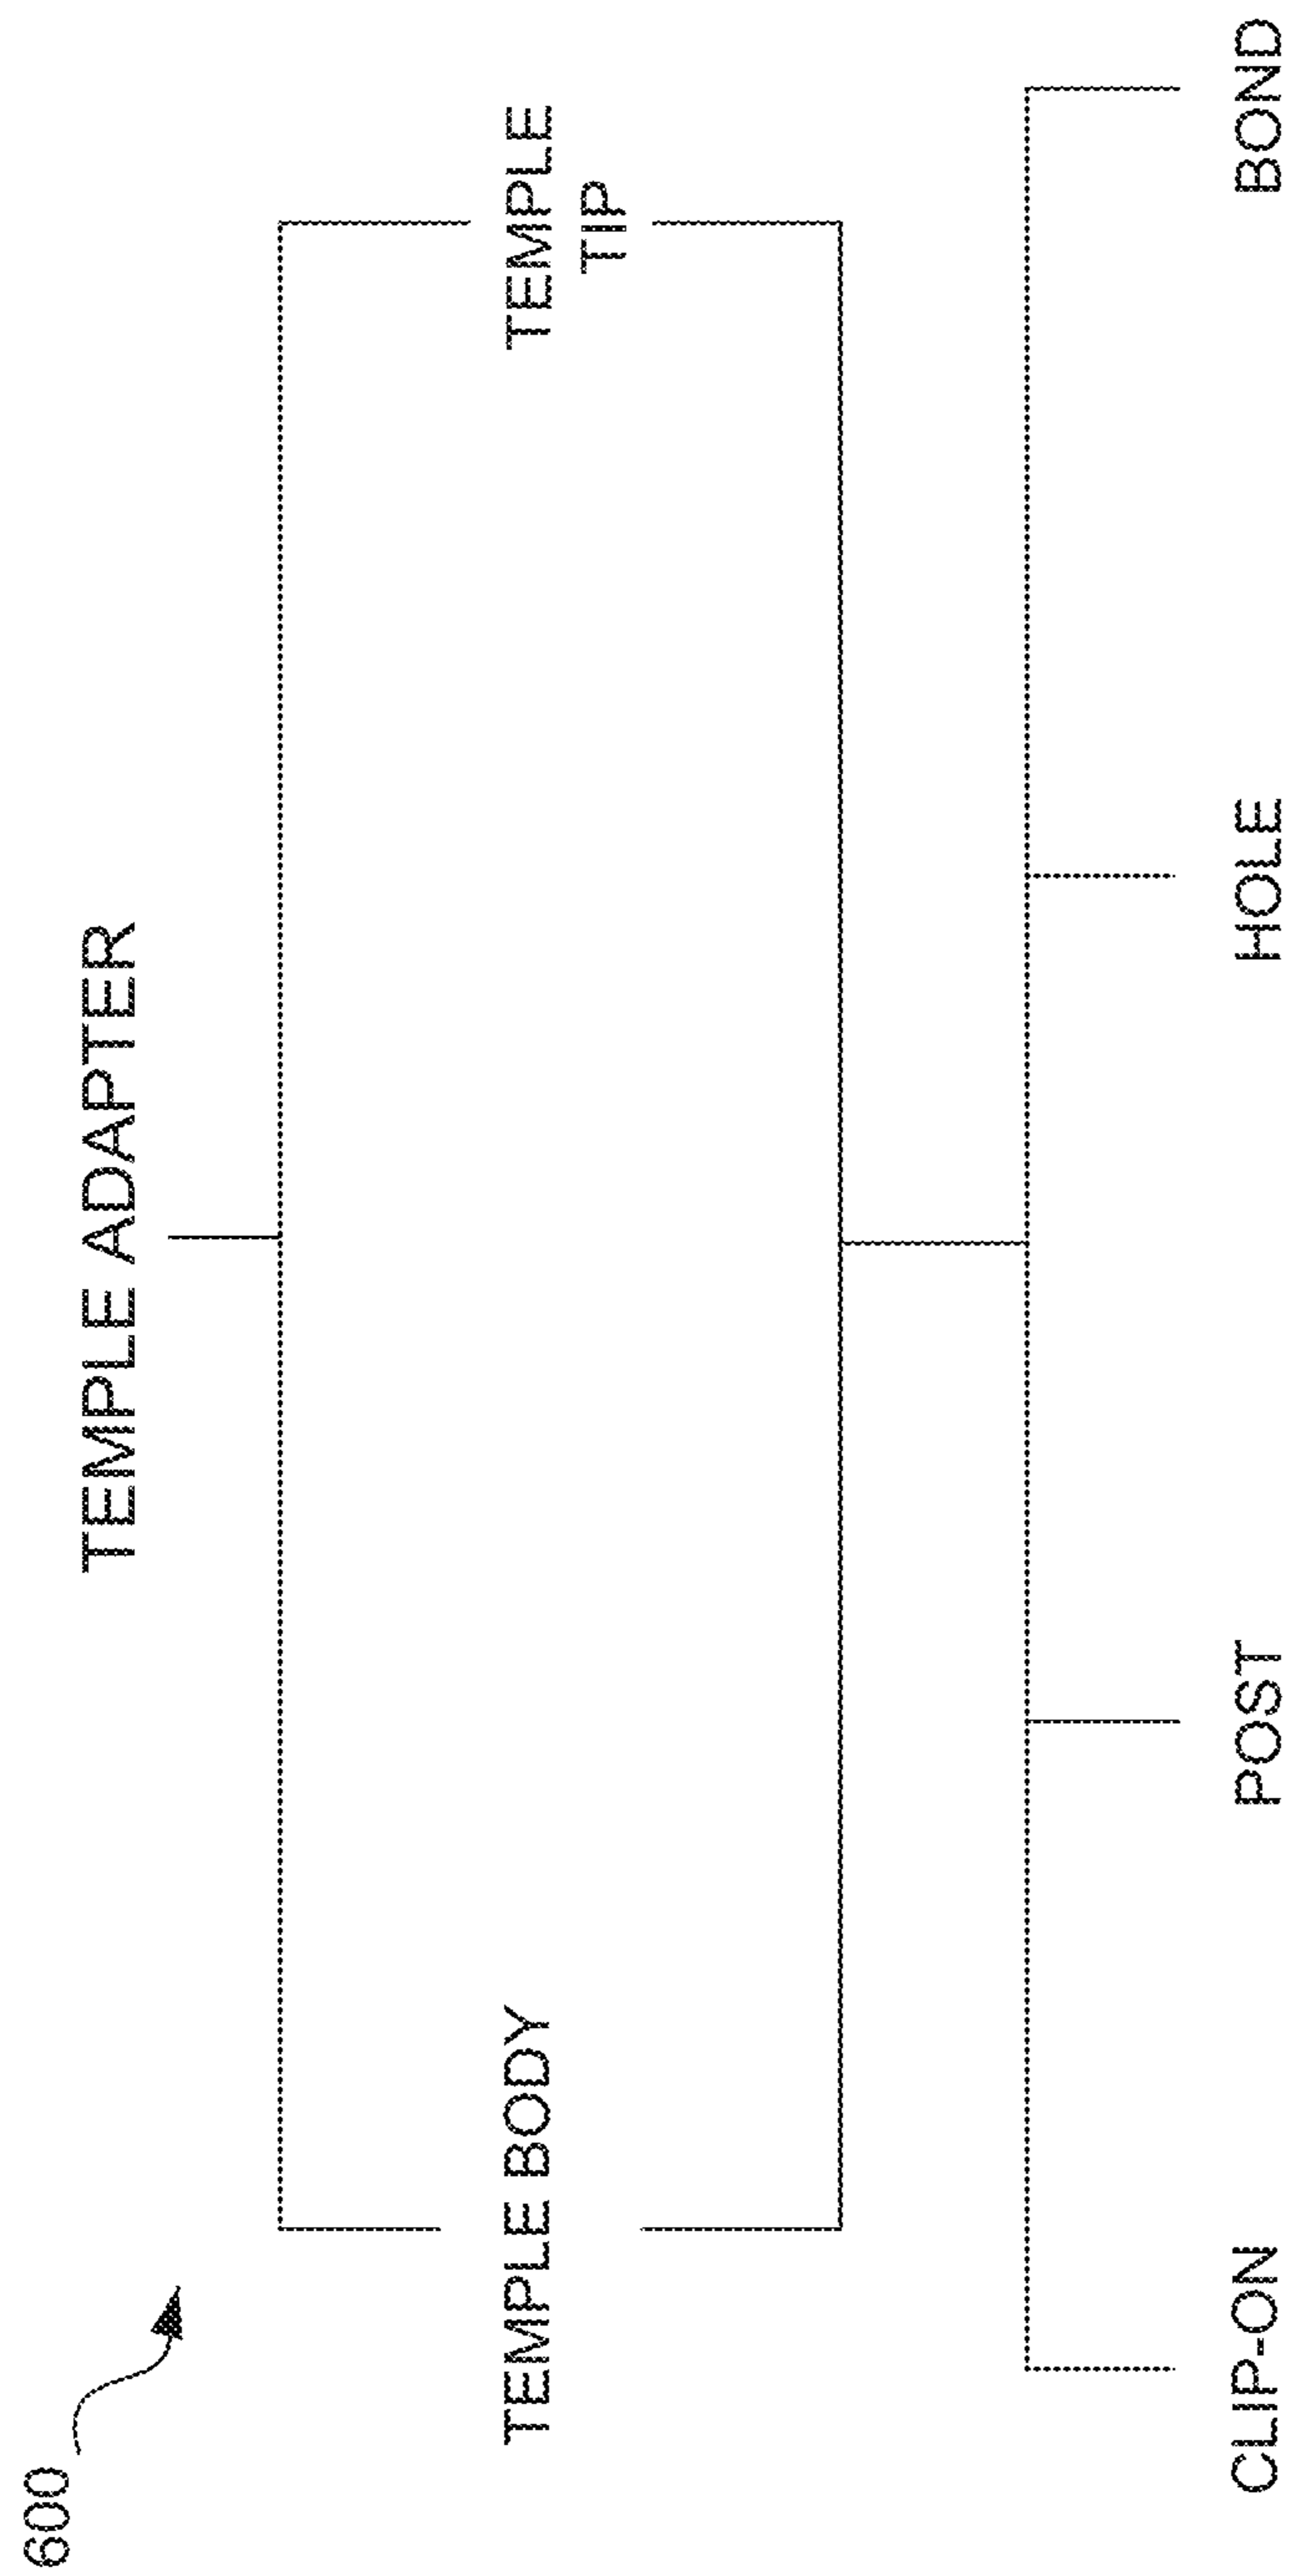 600
TEMPLE ADAPTER
TEMPLE BODY
TEMPLE
TIP
CLIP-ON
POST
HOLE
BOND